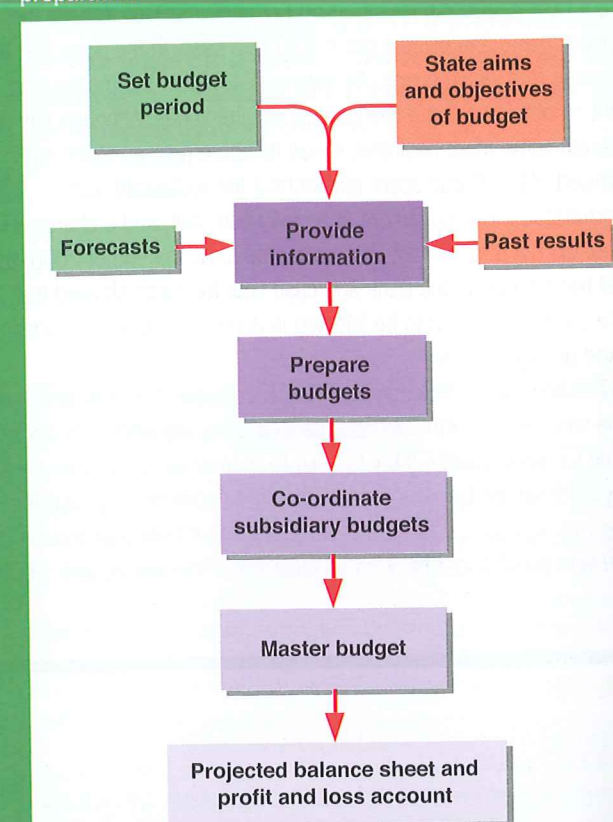 Set budget
period
State aims
and objectives
of budget
Forecasts
Provide
information
Past results
Prepare
budgets
Co-ordinate
subsidiary budgets
Master budget
Projected balance sheet and
profit and loss account